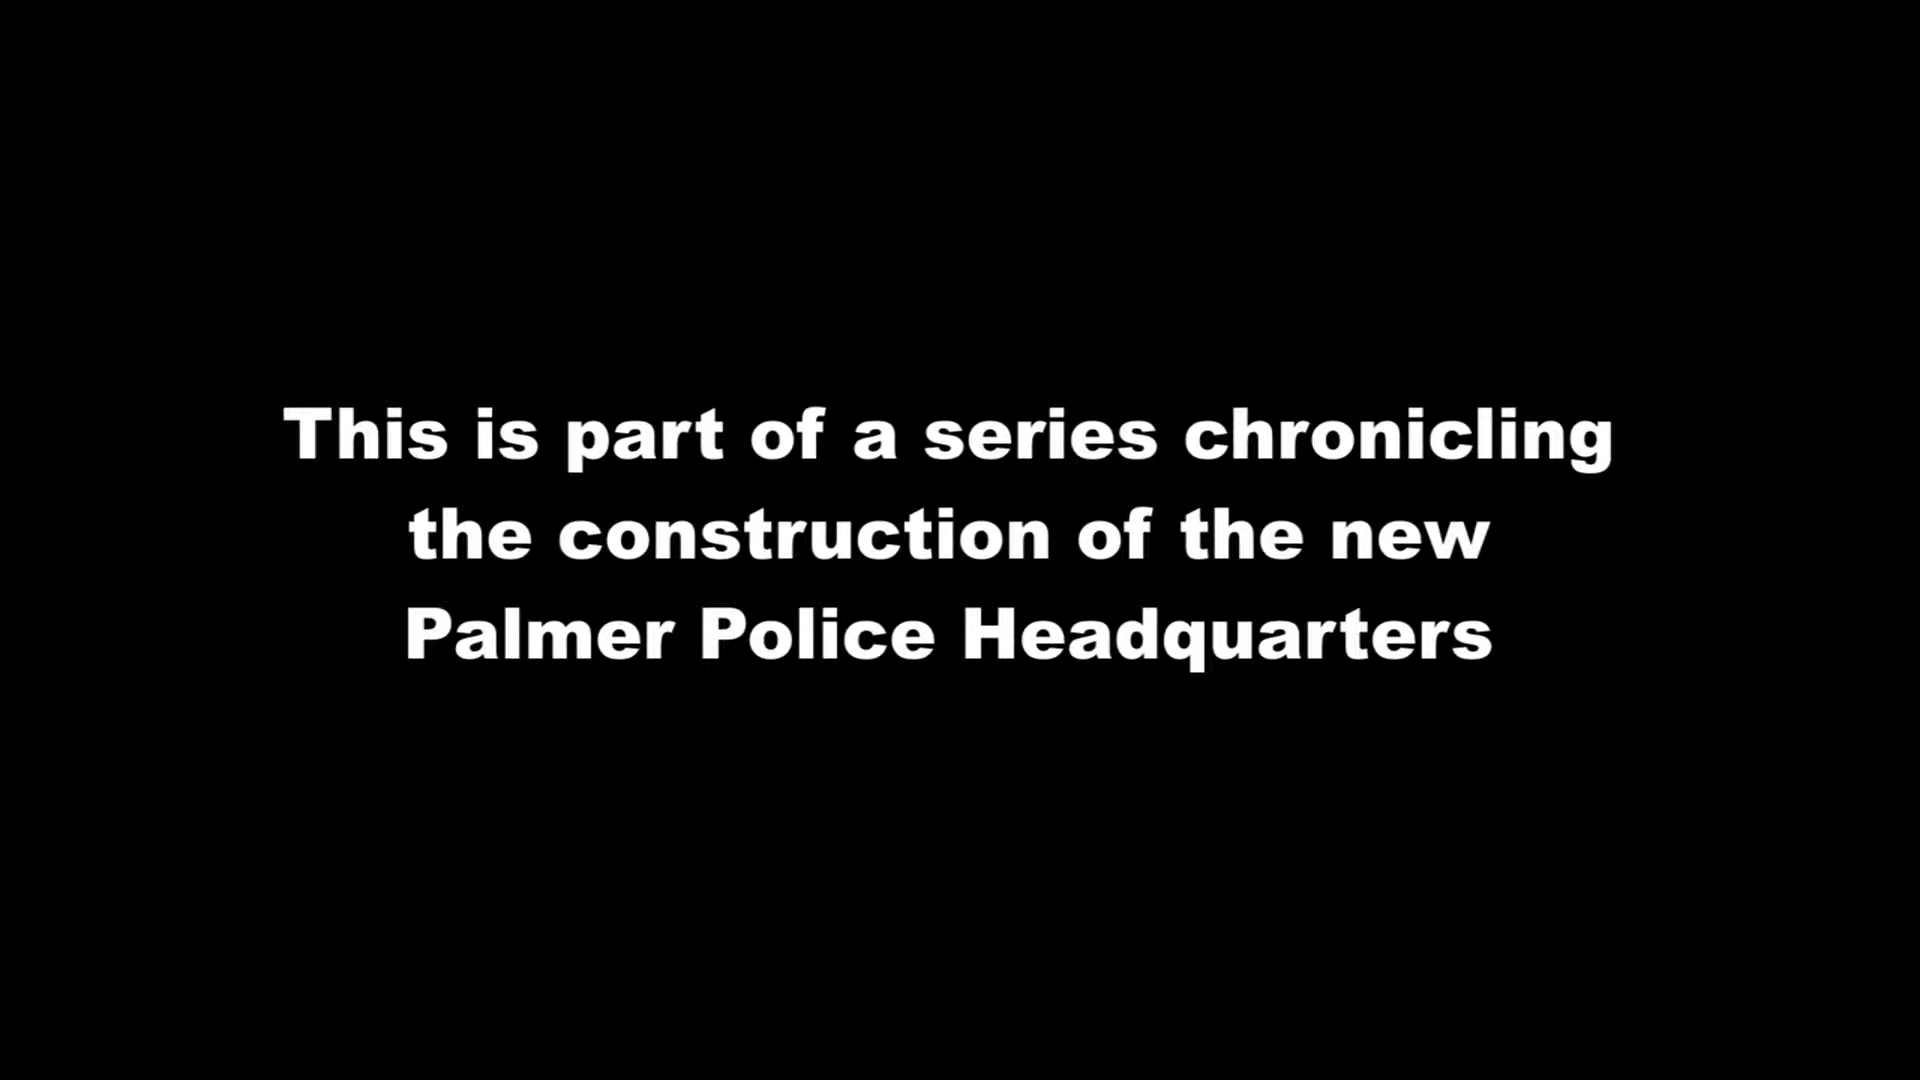 This is part of a series chronicling
the construction of the new
Palmer Police Headquarters